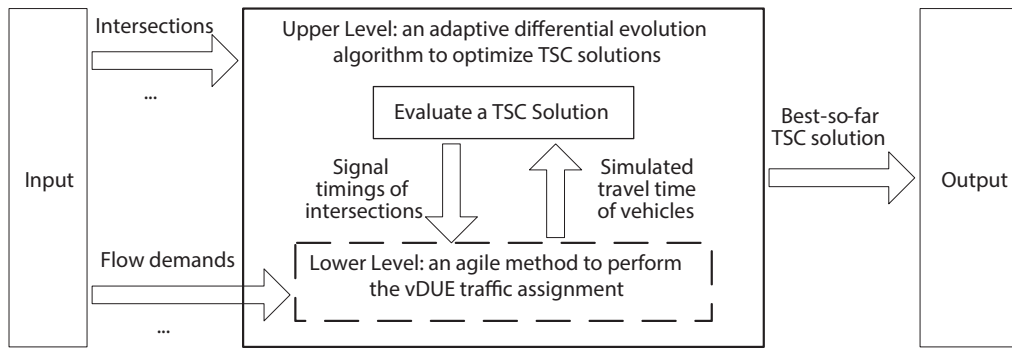 Input
Intersections
...
Flow demands
...
Upper Level: an adaptive differential evolution
algorithm to optimize TSC solutions
Evaluate a TSC Solution
Signal
timings of
intersections
Simulated
travel time
of vehicles
Lower Level: an agile method to perform
the vDUE traffic assignment
Best-so-far
TSC solution
Output